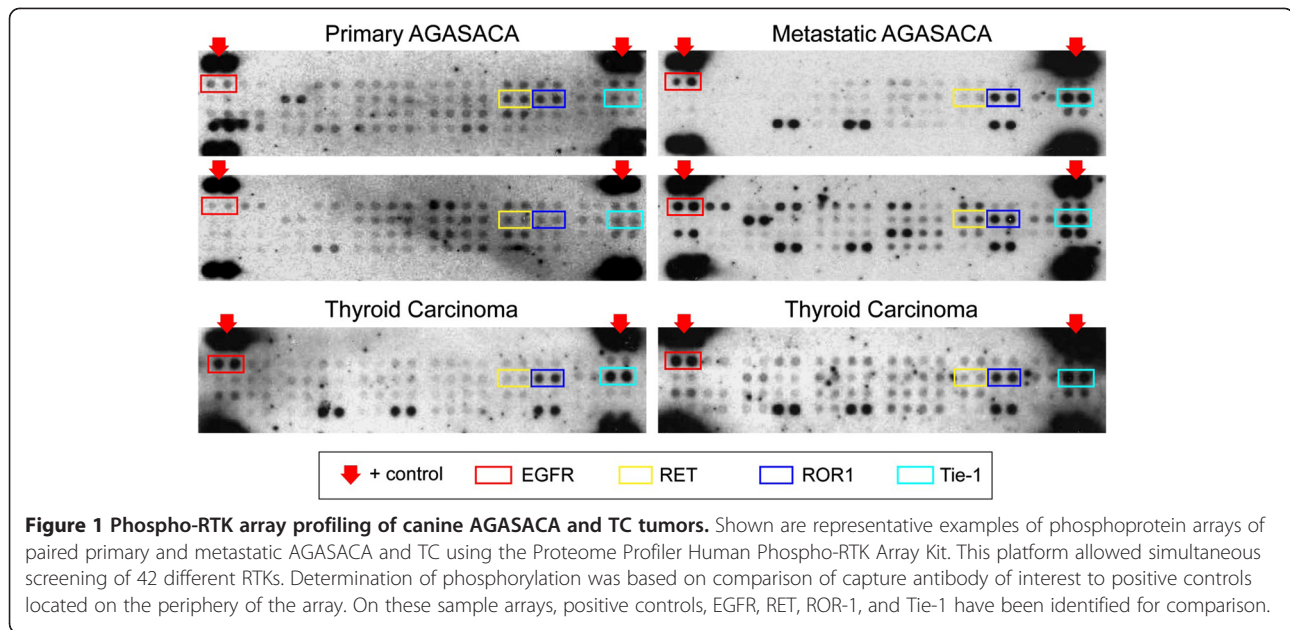 Primary AGASACA
Metastatic AGASACA
Thyroid Carcinoma
Thyroid Carcinoma
+ control
EGFR
RET
ROR1
Tie-1
Figure 1 Phospho-RTK array profiling of canine AGASACA and TC tumors. Shown are representative examples of phosphoprotein arrays of
paired primary and metastatic AGASACA and TC using the Proteome Profiler Human Phospho-RTK Array Kit. This platform allowed simultaneous
screening of 42 different RTKs. Determination of phosphorylation was based on comparison of capture antibody of interest to positive controls
located on the periphery of the array. On these sample arrays, positive controls, EGFR, RET, ROR-1, and Tie-1 have been identified for comparison.